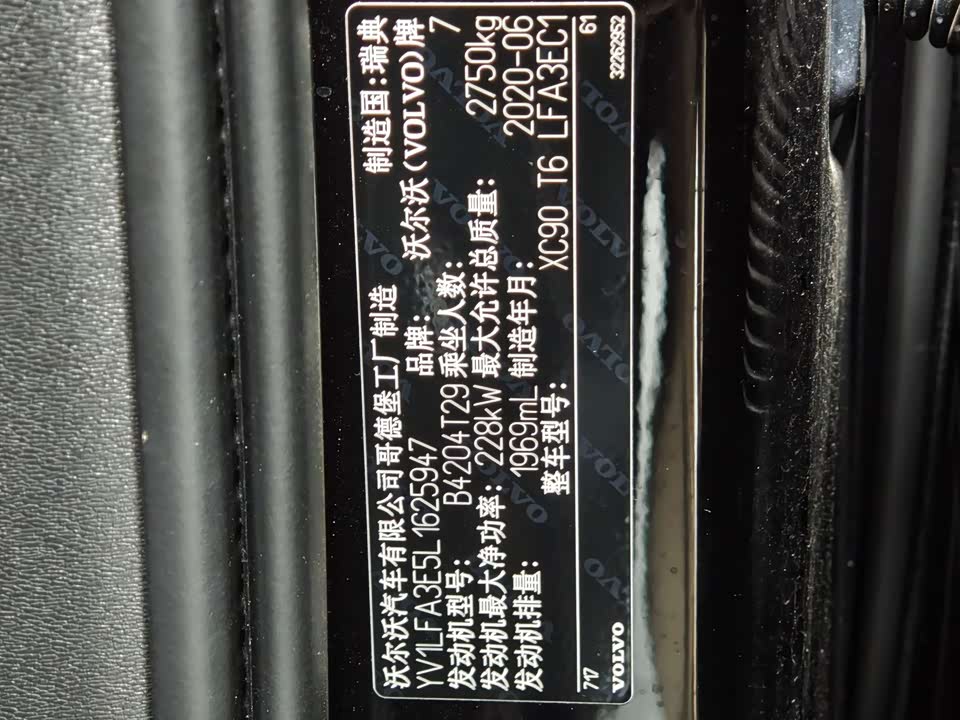 沃尔沃汽车有限公司哥德堡工厂制造 制造国:瑞典
YV1LFA3E5L1625947 品牌: 沃尔沃(VOLVO)牌
发动机型号: B4204T29 乘坐人数: 7
发动机最大净功率: 228kW 最大允许总质量: 2750kg
发动机排量: 1969mL 制造年月: 2020-06
整车型号: XC90 T6 LFA3EC1
717 61
VOLVO 32262952